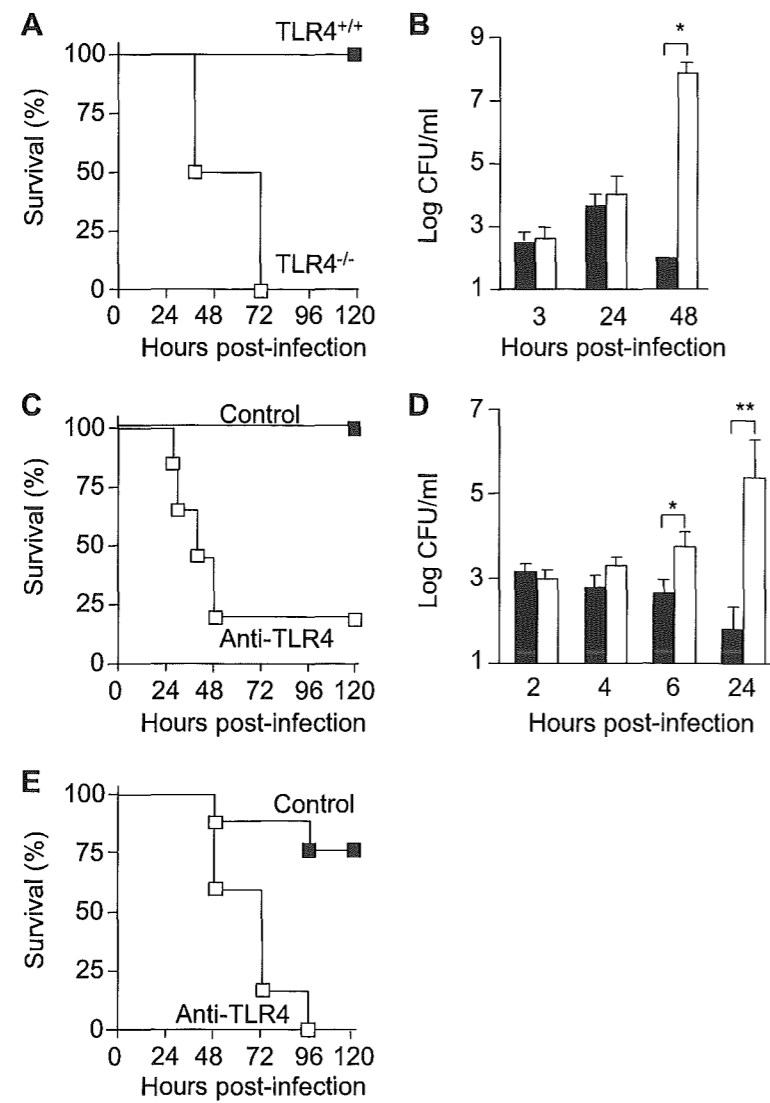 A
TLR4+/+
100
75
50
25
0
Survival (%)
TLR4-/-
0 24 48 72 96 120
Hours post-infection
B
9
7
5
3
1
Log CFU/ml
*
3 24 48
Hours post-infection
C
Control
100
75
50
25
0
Survival (%)
Anti-TLR4
0 24 48 72 96 120
Hours post-infection
D
7
5
3
1
Log CFU/ml
*
**
2 4 6 24
Hours post-infection
E
100
75
50
25
0
Survival (%)
Control
Anti-TLR4
0 24 48 72 96 120
Hours post-infection